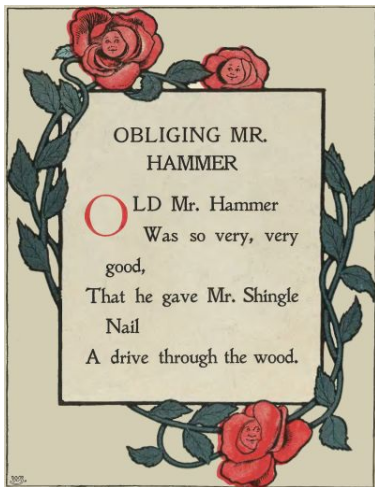 OBLIGING MR.
HAMMER
OLD Mr. Hammer
Was so very, very
good,
That he gave Mr. Shingle
Nail
A drive through the wood.